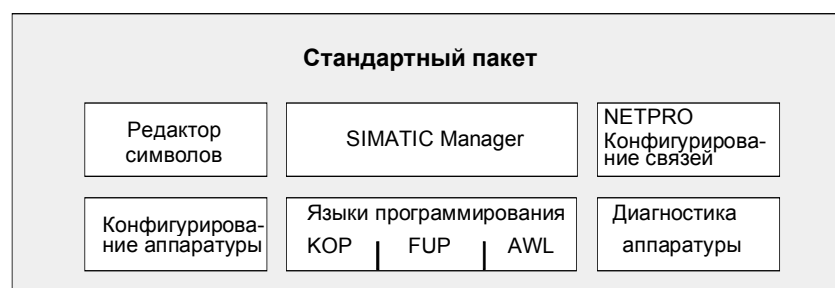 Стандартный пакет
Редактор
символов
SIMATIC Manager
NETPRO
Конфигурирова-
ние связей
Конфигурирова-
ние аппаратуры
Языки программирования
KOP FUP AWL
Диагностика
аппаратуры